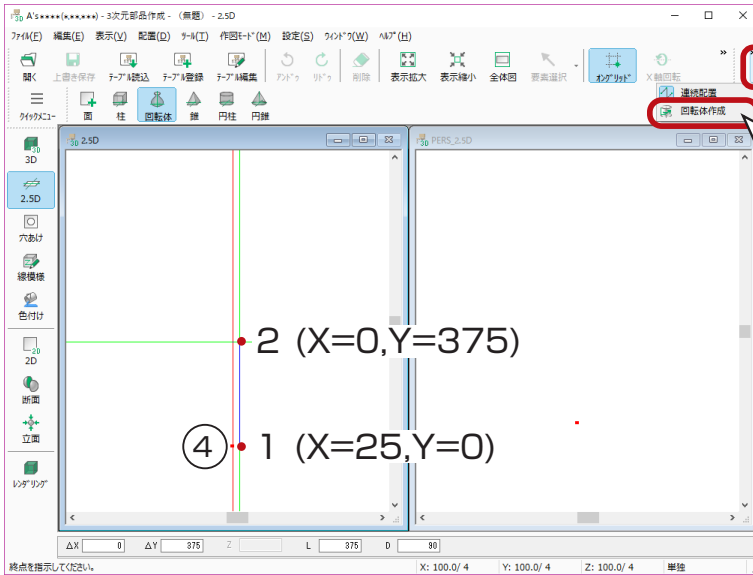 A's****(*,**,***) - 3次元部品作成 - （無題） - 2.5D
ﾌｧｲﾙ(F) 編集(E) 表示(V) 配置(D) ﾂｰﾙ(T) 作図ﾓｰﾄﾞ(M) 設定(S) ｳｨﾝﾄﾞｳ(W) ﾍﾙﾌﾟ(H)
開く 上書き保存 ﾃｰﾌﾞﾙ読込 ﾃｰﾌﾞﾙ登録 ﾃｰﾌﾞﾙ編集 ｱﾝﾄﾞｩ ﾘﾄﾞｩ 削除 表示拡大 表示縮小 全体図 要素選択 ｵﾝｸﾞﾘｯﾄﾞ X軸回転 »
連続配置
回転体作成
ｸｲｯｸﾒﾆｭｰ 面 柱 回転体 錐 円柱 円錐
3D
2.5D
穴あけ
線模様
色付け
2D
断面
立面
ﾚﾝﾀﾞﾘﾝｸﾞ
2.5D
PERS_2.5D
2 (X=0,Y=375)
④ 1 (X=25,Y=0)
ΔX 0 ΔY 375 Z L 375 D 90
終点を指示してください。 X: 100.0/ 4 Y: 100.0/ 4 Z: 100.0/ 4 単独